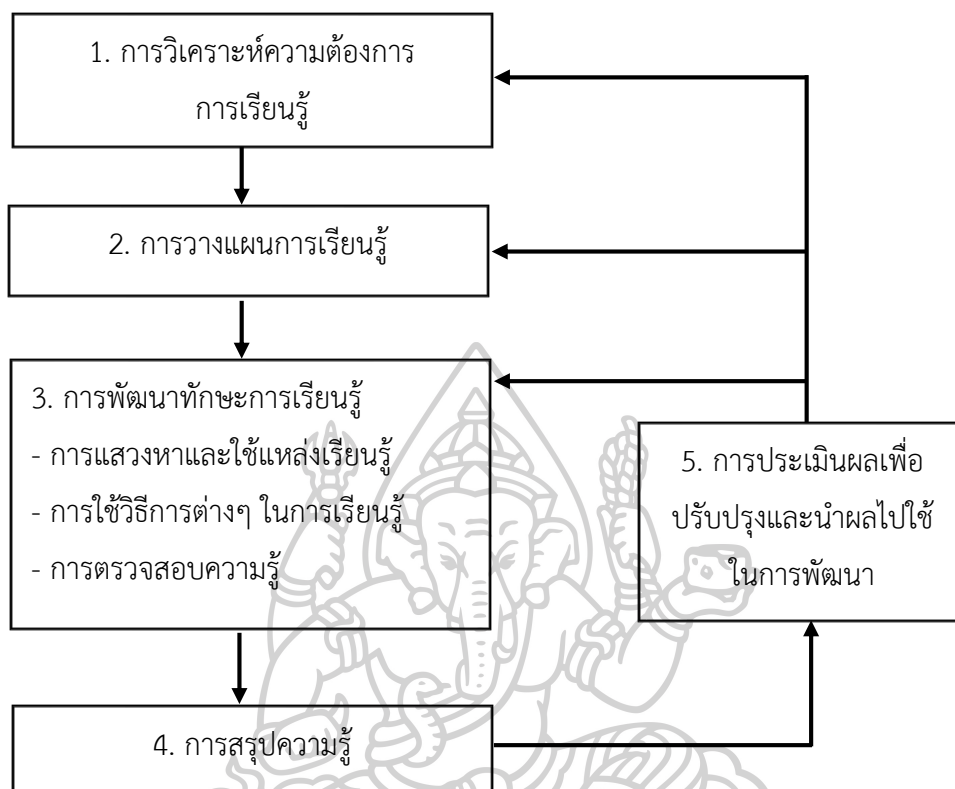 1. การวิเคราะห์ความต้องการ
การเรียนรู้
2. การวางแผนการเรียนรู้
3. การพัฒนาทักษะการเรียนรู้
- การแสวงหาและใช้แหล่งเรียนรู้
- การใช้วิธีการต่างๆ ในการเรียนรู้
- การตรวจสอบความรู้
4. การสรุปความรู้
5. การประเมินผลเพื่อ
ปรับปรุงและนำผลไปใช้
ในการพัฒนา